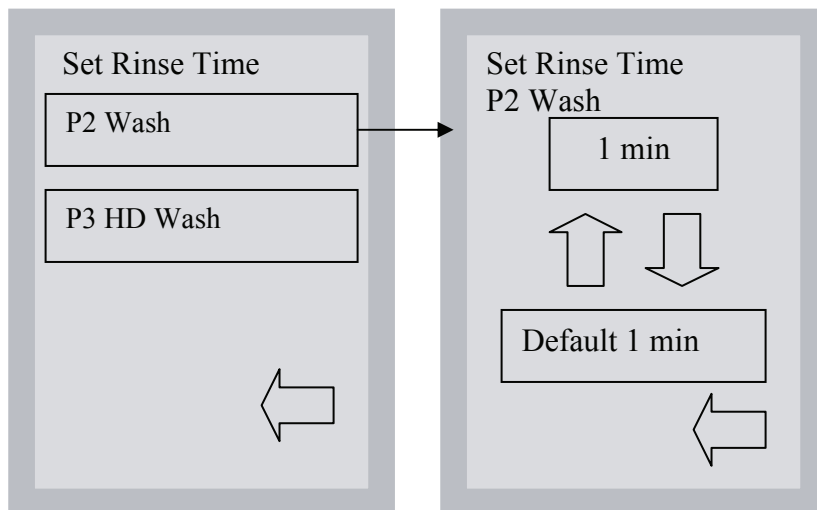 Set Rinse Time
P2 Wash
P3 HD Wash
Set Rinse Time
P2 Wash
1 min
Default 1 min